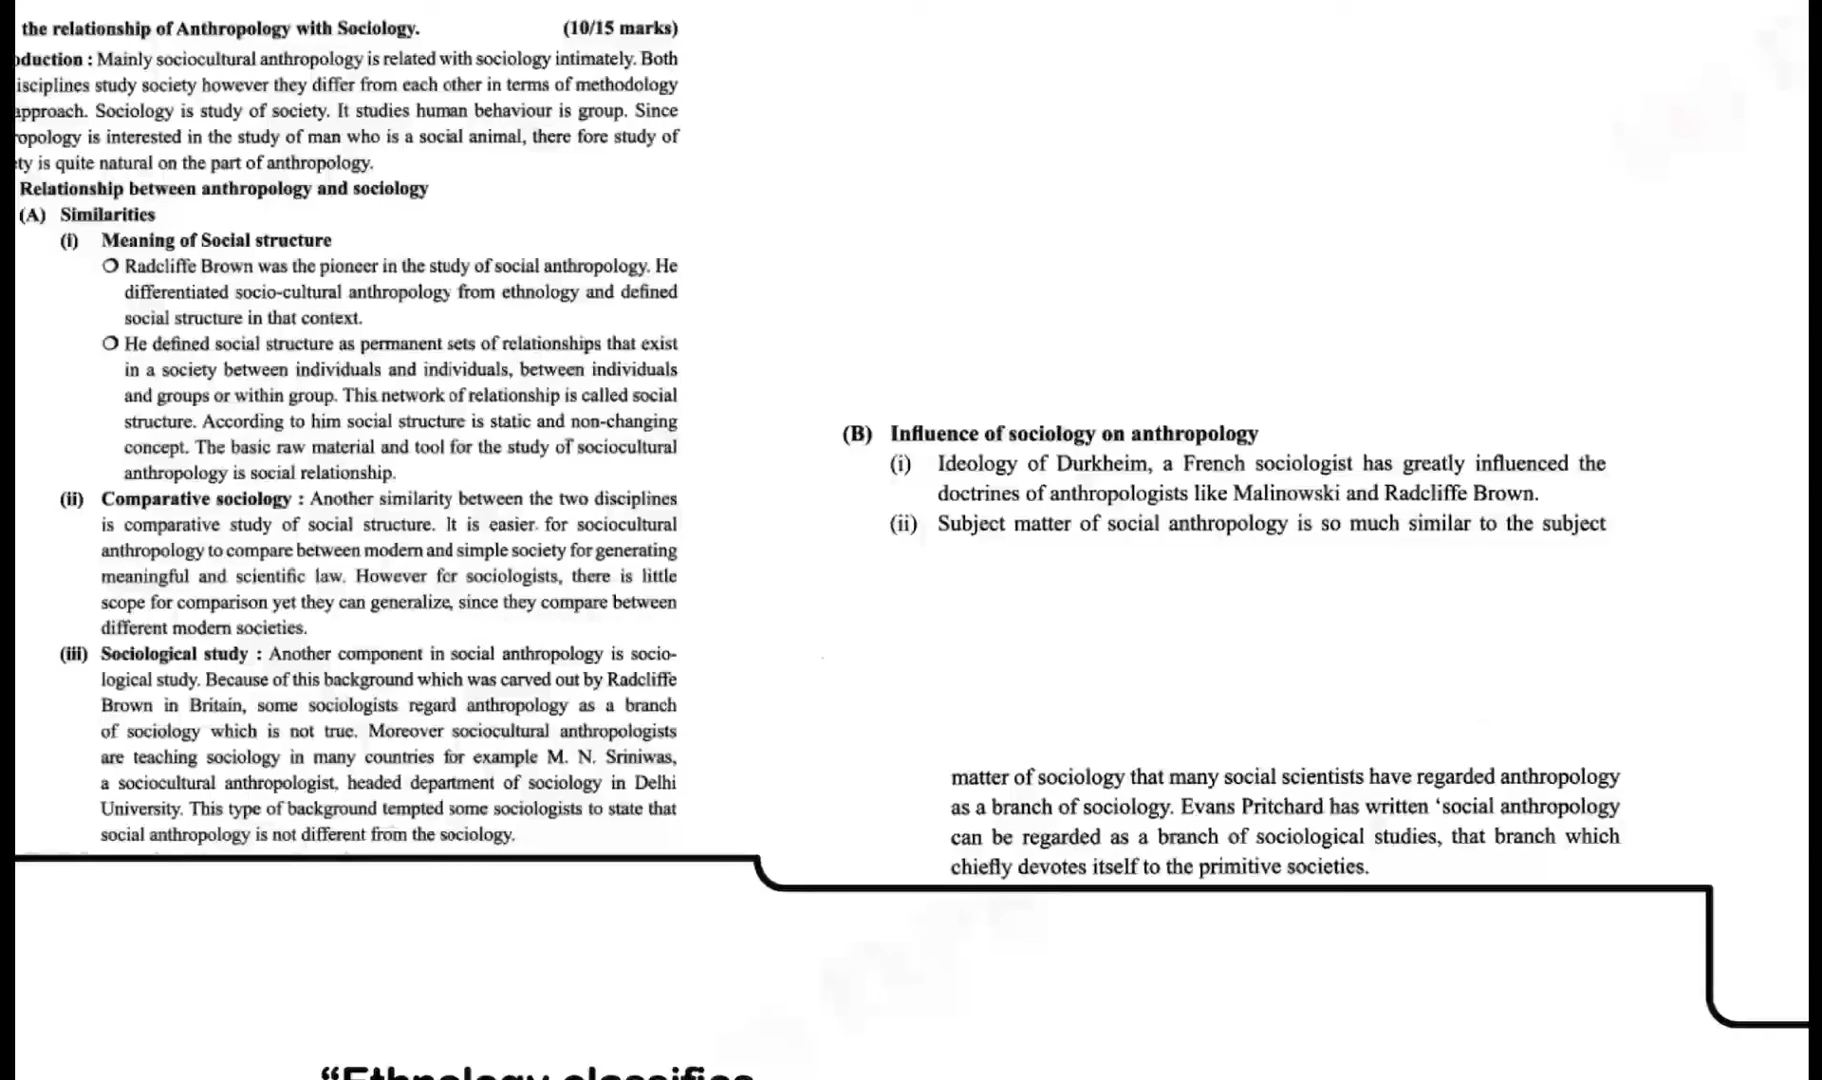 the relationship of Anthropology with Sociology. (10/15 marks)
oduction : Mainly sociocultural anthropology is related with sociology intimately. Both
isciplines study society however they differ from each other in terms of methodology
approach. Sociology is study of society. It studies human behaviour is group. Since
ropology is interested in the study of man who is a social animal, there fore study of
ety is quite natural on the part of anthropology.
Relationship between anthropology and sociology
(A) Similarities
(i) Meaning of Social structure
O Radcliffe Brown was the pioneer in the study of social anthropology. He
differentiated socio-cultural anthropology from ethnology and defined
social structure in that context.
O He defined social structure as permanent sets of relationships that exist
in a society between individuals and individuals, between individuals
and groups or within group. This network of relationship is called social
structure. According to him social structure is static and non-changing
concept. The basic raw material and tool for the study of sociocultural
anthropology is social relationship.
(ii) Comparative sociology : Another similarity between the two disciplines
is comparative study of social structure. It is easier for sociocultural
anthropology to compare between modern and simple society for generating
meaningful and scientific law. However for sociologists, there is little
scope for comparison yet they can generalize, since they compare between
different modern societies.
(iii) Sociological study : Another component in social anthropology is socio-
logical study. Because of this background which was carved out by Radcliffe
Brown in Britain, some sociologists regard anthropology as a branch
of sociology which is not true. Moreover sociocultural anthropologists
are teaching sociology in many countries for example M. N. Sriniwas,
a sociocultural anthropologist, headed department of sociology in Delhi
University. This type of background tempted some sociologists to state that
social anthropology is not different from the sociology.
(B) Influence of sociology on anthropology
(i) Ideology of Durkheim, a French sociologist has greatly influenced the
doctrines of anthropologists like Malinowski and Radcliffe Brown.
(ii) Subject matter of social anthropology is so much similar to the subject
matter of sociology that many social scientists have regarded anthropology
as a branch of sociology. Evans Pritchard has written ‘social anthropology
can be regarded as a branch of sociological studies, that branch which
chiefly devotes itself to the primitive societies.
“Ethnology classifies